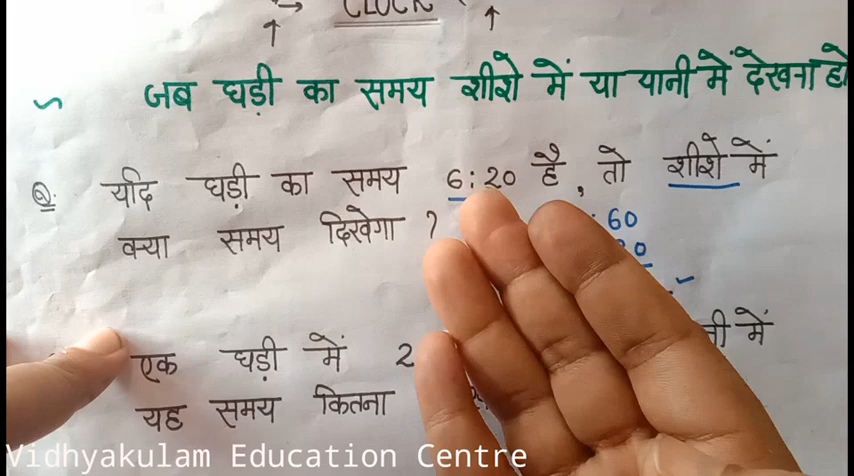 CLOCK
जब घड़ी का समय शीशे में या पानी में देखना हो
Q: यदि घड़ी का समय 6:20 है, तो शीशे में
: 60
क्या समय दिखेगा ?
एक घड़ी में 2 में
यह समय कितना
Vidhyakulam Education Centre